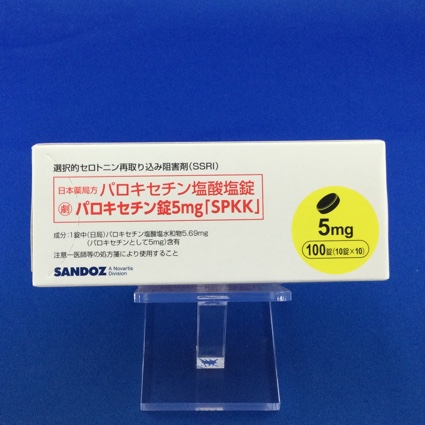 選択的セロトニン再取り込み阻害剤(SSRI)
日本薬局方 パロキセチン塩酸塩錠
劇 パロキセチン錠5mg「SPKK」
成分:1錠中(日局)パロキセチン塩酸塩水和物5.69mg
(パロキセチンとして5mg)含有
注意-医師等の処方箋により使用すること
SANDOZ A Novartis
Division
5mg
100錠(10錠×10)